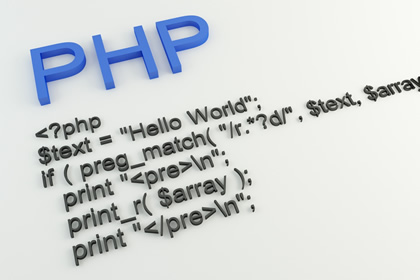 PHP
<?php
$text = "Hello World";
if ( preg_match( "/r.*?d/" , $text, $array
print "<pre>\n";
print_r( $array );
print "</pre>\n";